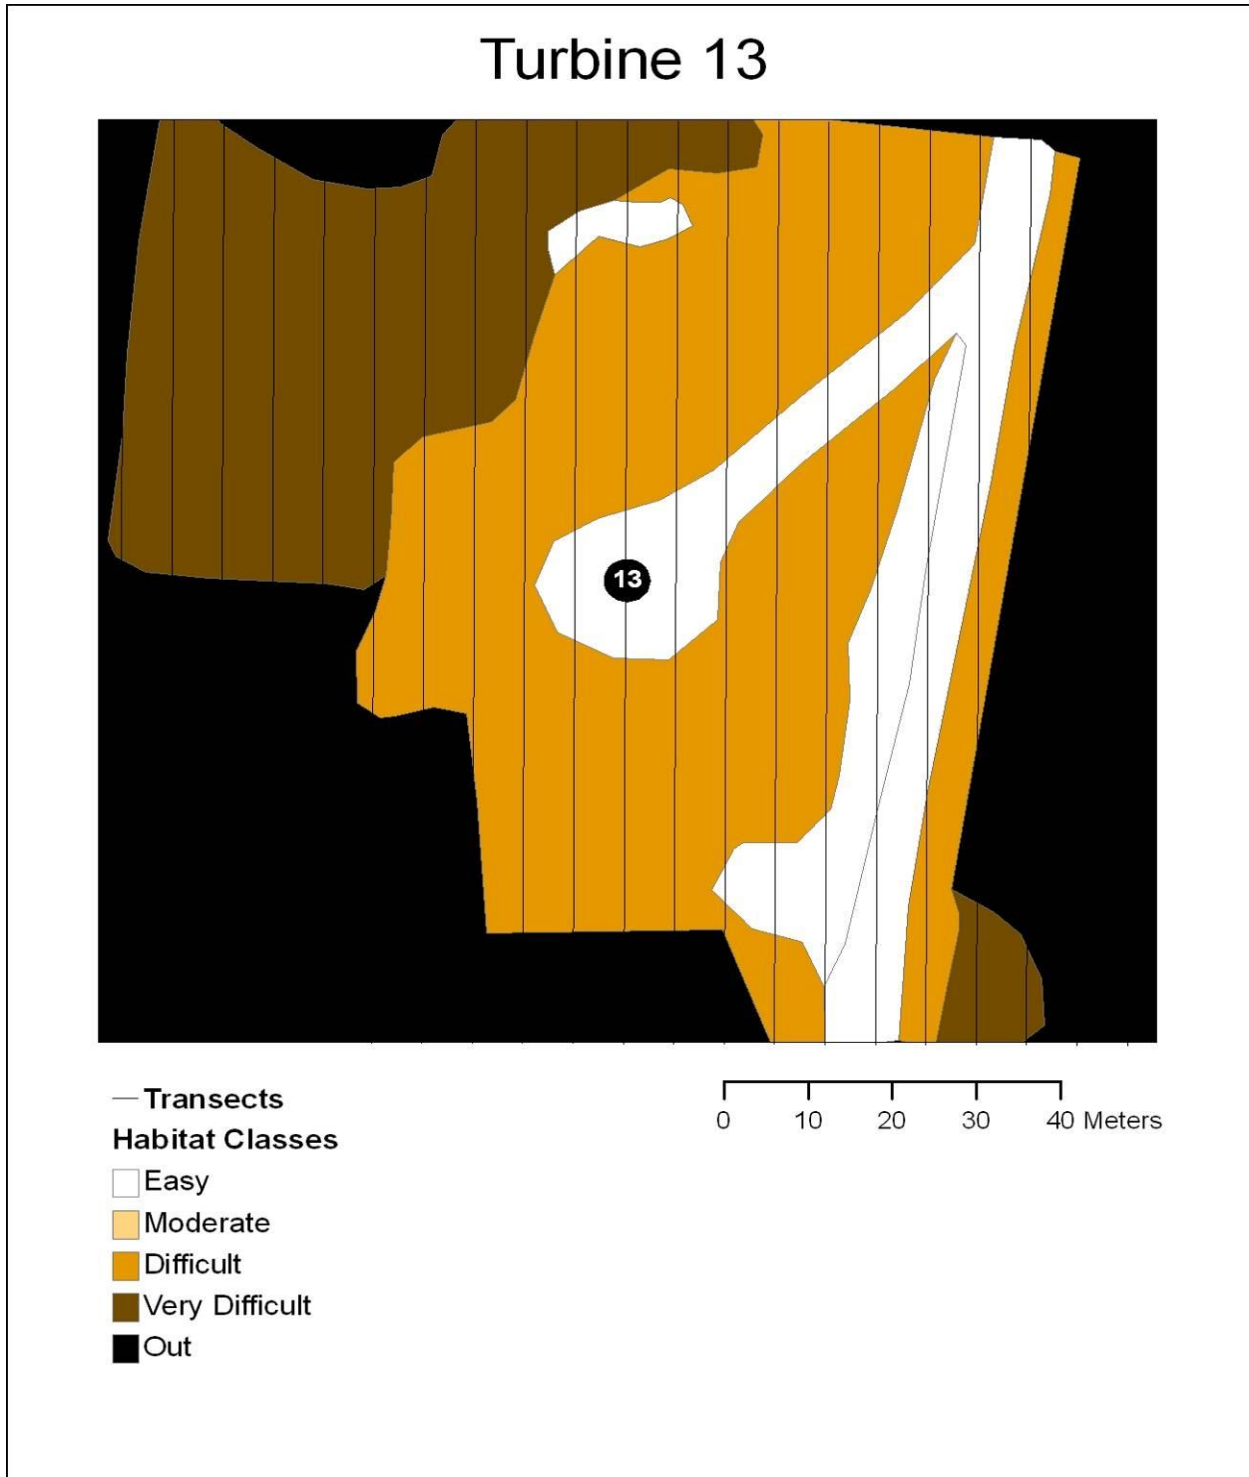 Turbine 13
13
Transects
Habitat Classes
Easy
Moderate
Difficult
Very Difficult
Out
0 10 20 30 40 Meters